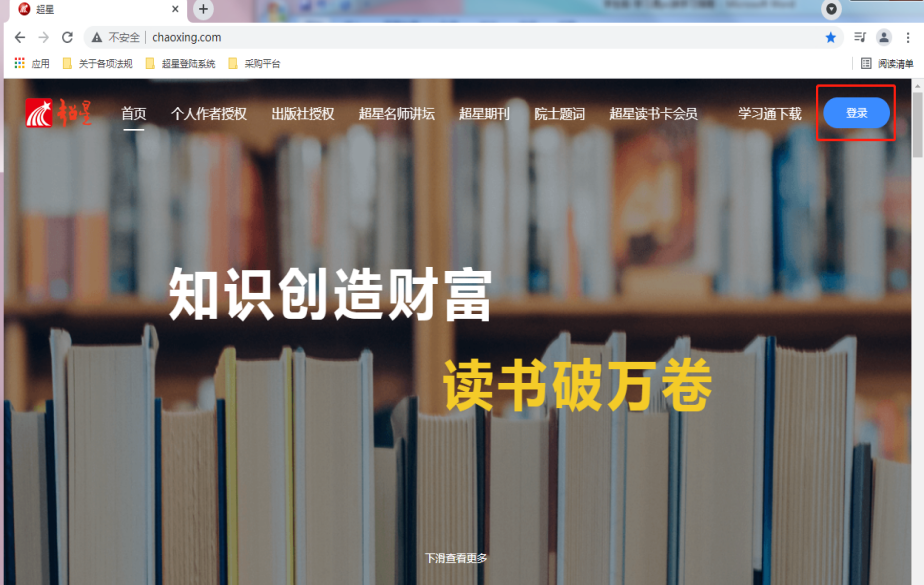 超星
不安全 chaoxing.com
应用 关于各项法规 超星登陆系统 采购平台 阅读清单
超星 首页 个人作者授权 出版社授权 超星名师讲坛 超星期刊 院士题词 超星读书卡会员 学习通下载 登录
知识创造财富
读书破万卷
下滑查看更多